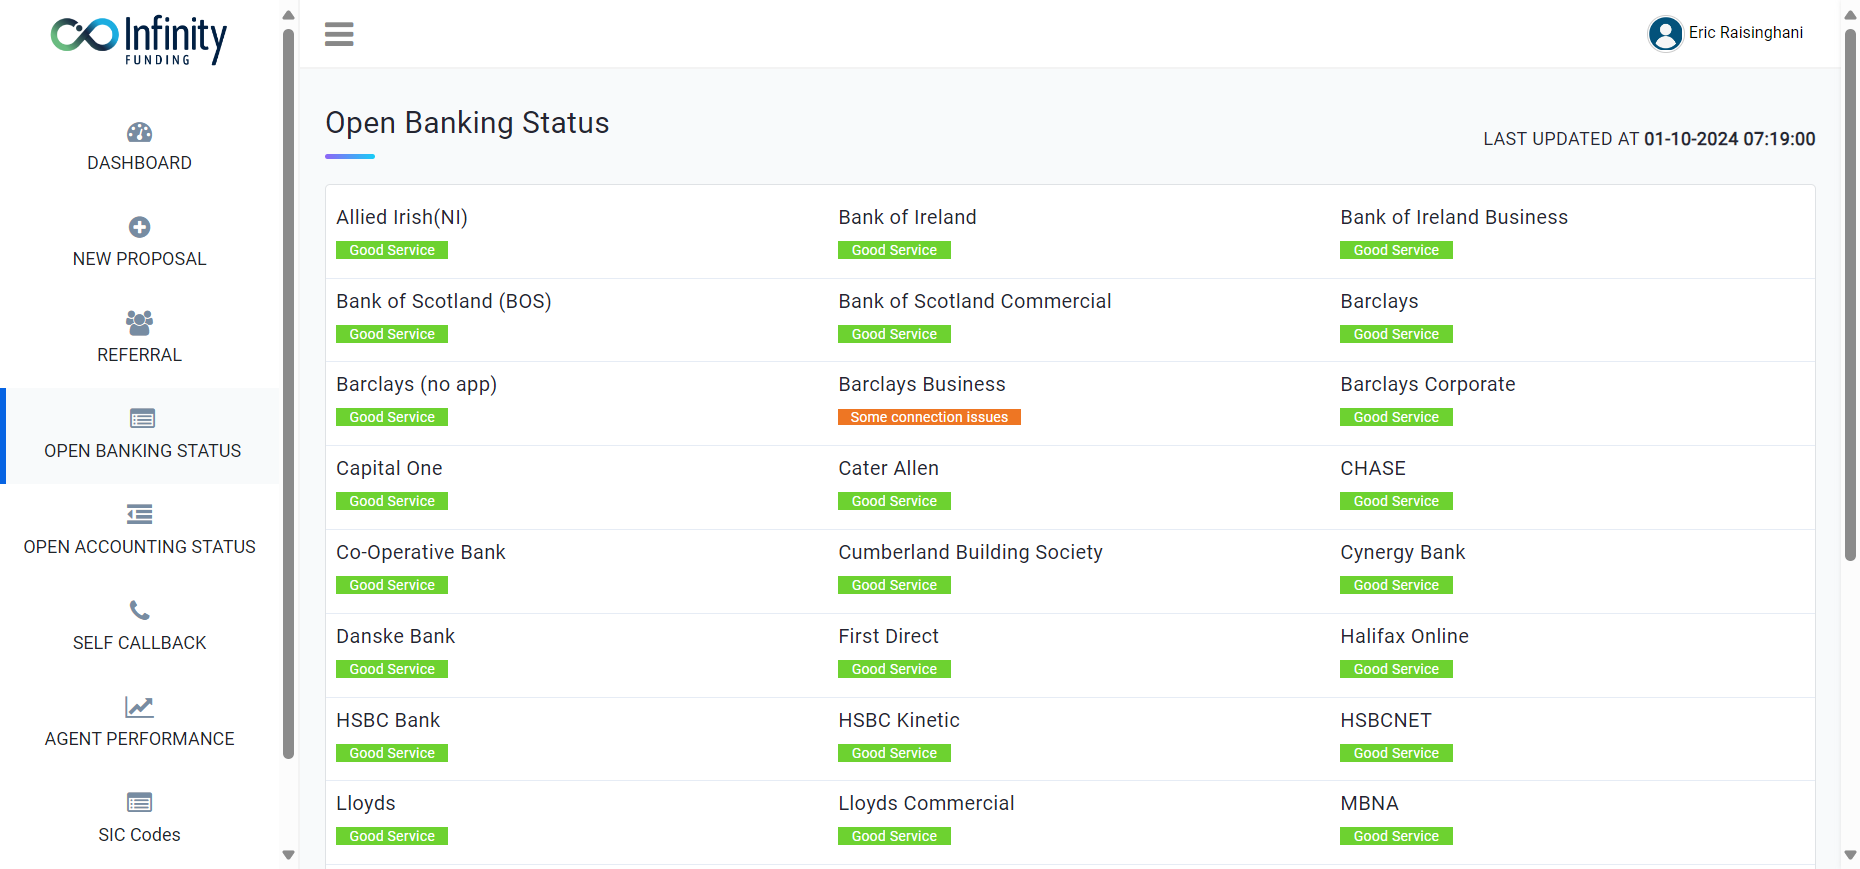 Infinity
FUNDING
Eric Raisinghani
DASHBOARD
NEW PROPOSAL
REFERRAL
OPEN BANKING STATUS
OPEN ACCOUNTING STATUS
SELF CALLBACK
AGENT PERFORMANCE
SIC Codes
Open Banking Status
LAST UPDATED AT 01-10-2024 07:19:00
Allied Irish(NI)
Good Service
Bank of Ireland
Good Service
Bank of Ireland Business
Good Service
Bank of Scotland (BOS)
Good Service
Bank of Scotland Commercial
Good Service
Barclays
Good Service
Barclays (no app)
Good Service
Barclays Business
Some connection issues
Barclays Corporate
Good Service
Capital One
Good Service
Cater Allen
Good Service
CHASE
Good Service
Co-Operative Bank
Good Service
Cumberland Building Society
Good Service
Cynergy Bank
Good Service
Danske Bank
Good Service
First Direct
Good Service
Halifax Online
Good Service
HSBC Bank
Good Service
HSBC Kinetic
Good Service
HSBCNET
Good Service
Lloyds
Good Service
Lloyds Commercial
Good Service
MBNA
Good Service